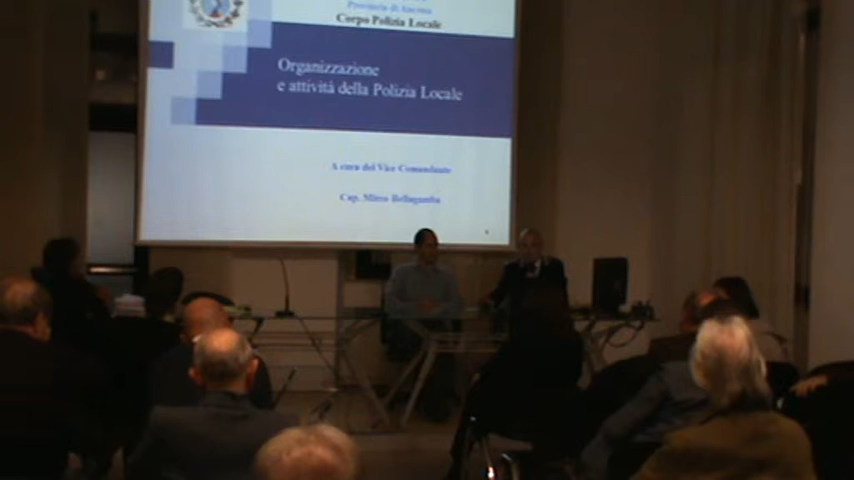 Provincia di Ancona
Corpo Polizia Locale
Organizzazione
e attività della Polizia Locale
A cura del Vice Comandante
Cap. Mirco Bellagamba